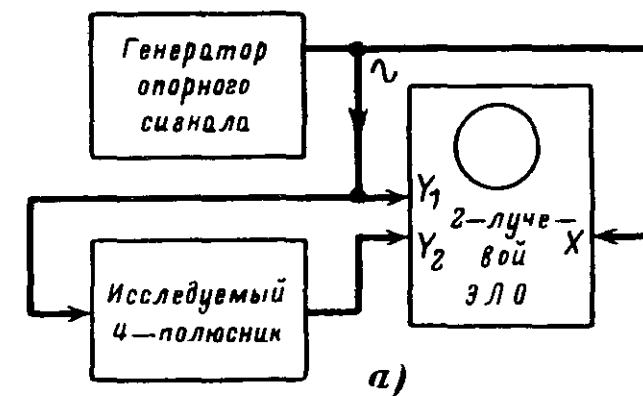 Генератор
опорного
сигнала
∿
Y₁
2-луче-
Y₂
вой
X
ЭЛО
Исследуемый
4-полюсник
а)